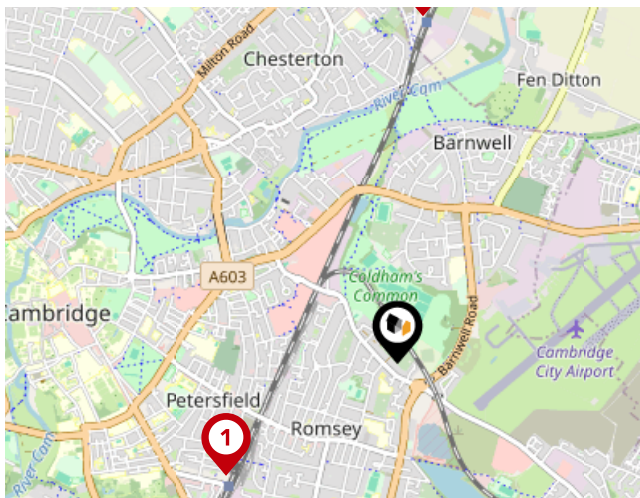 Milton Road
Chesterton
Fen Ditton
River Cam
Barnwell
A603
Coldham's
Common
Cambridge
Barnwell Road
Cambridge
City Airport
Petersfield
1
Romsey
River Cam